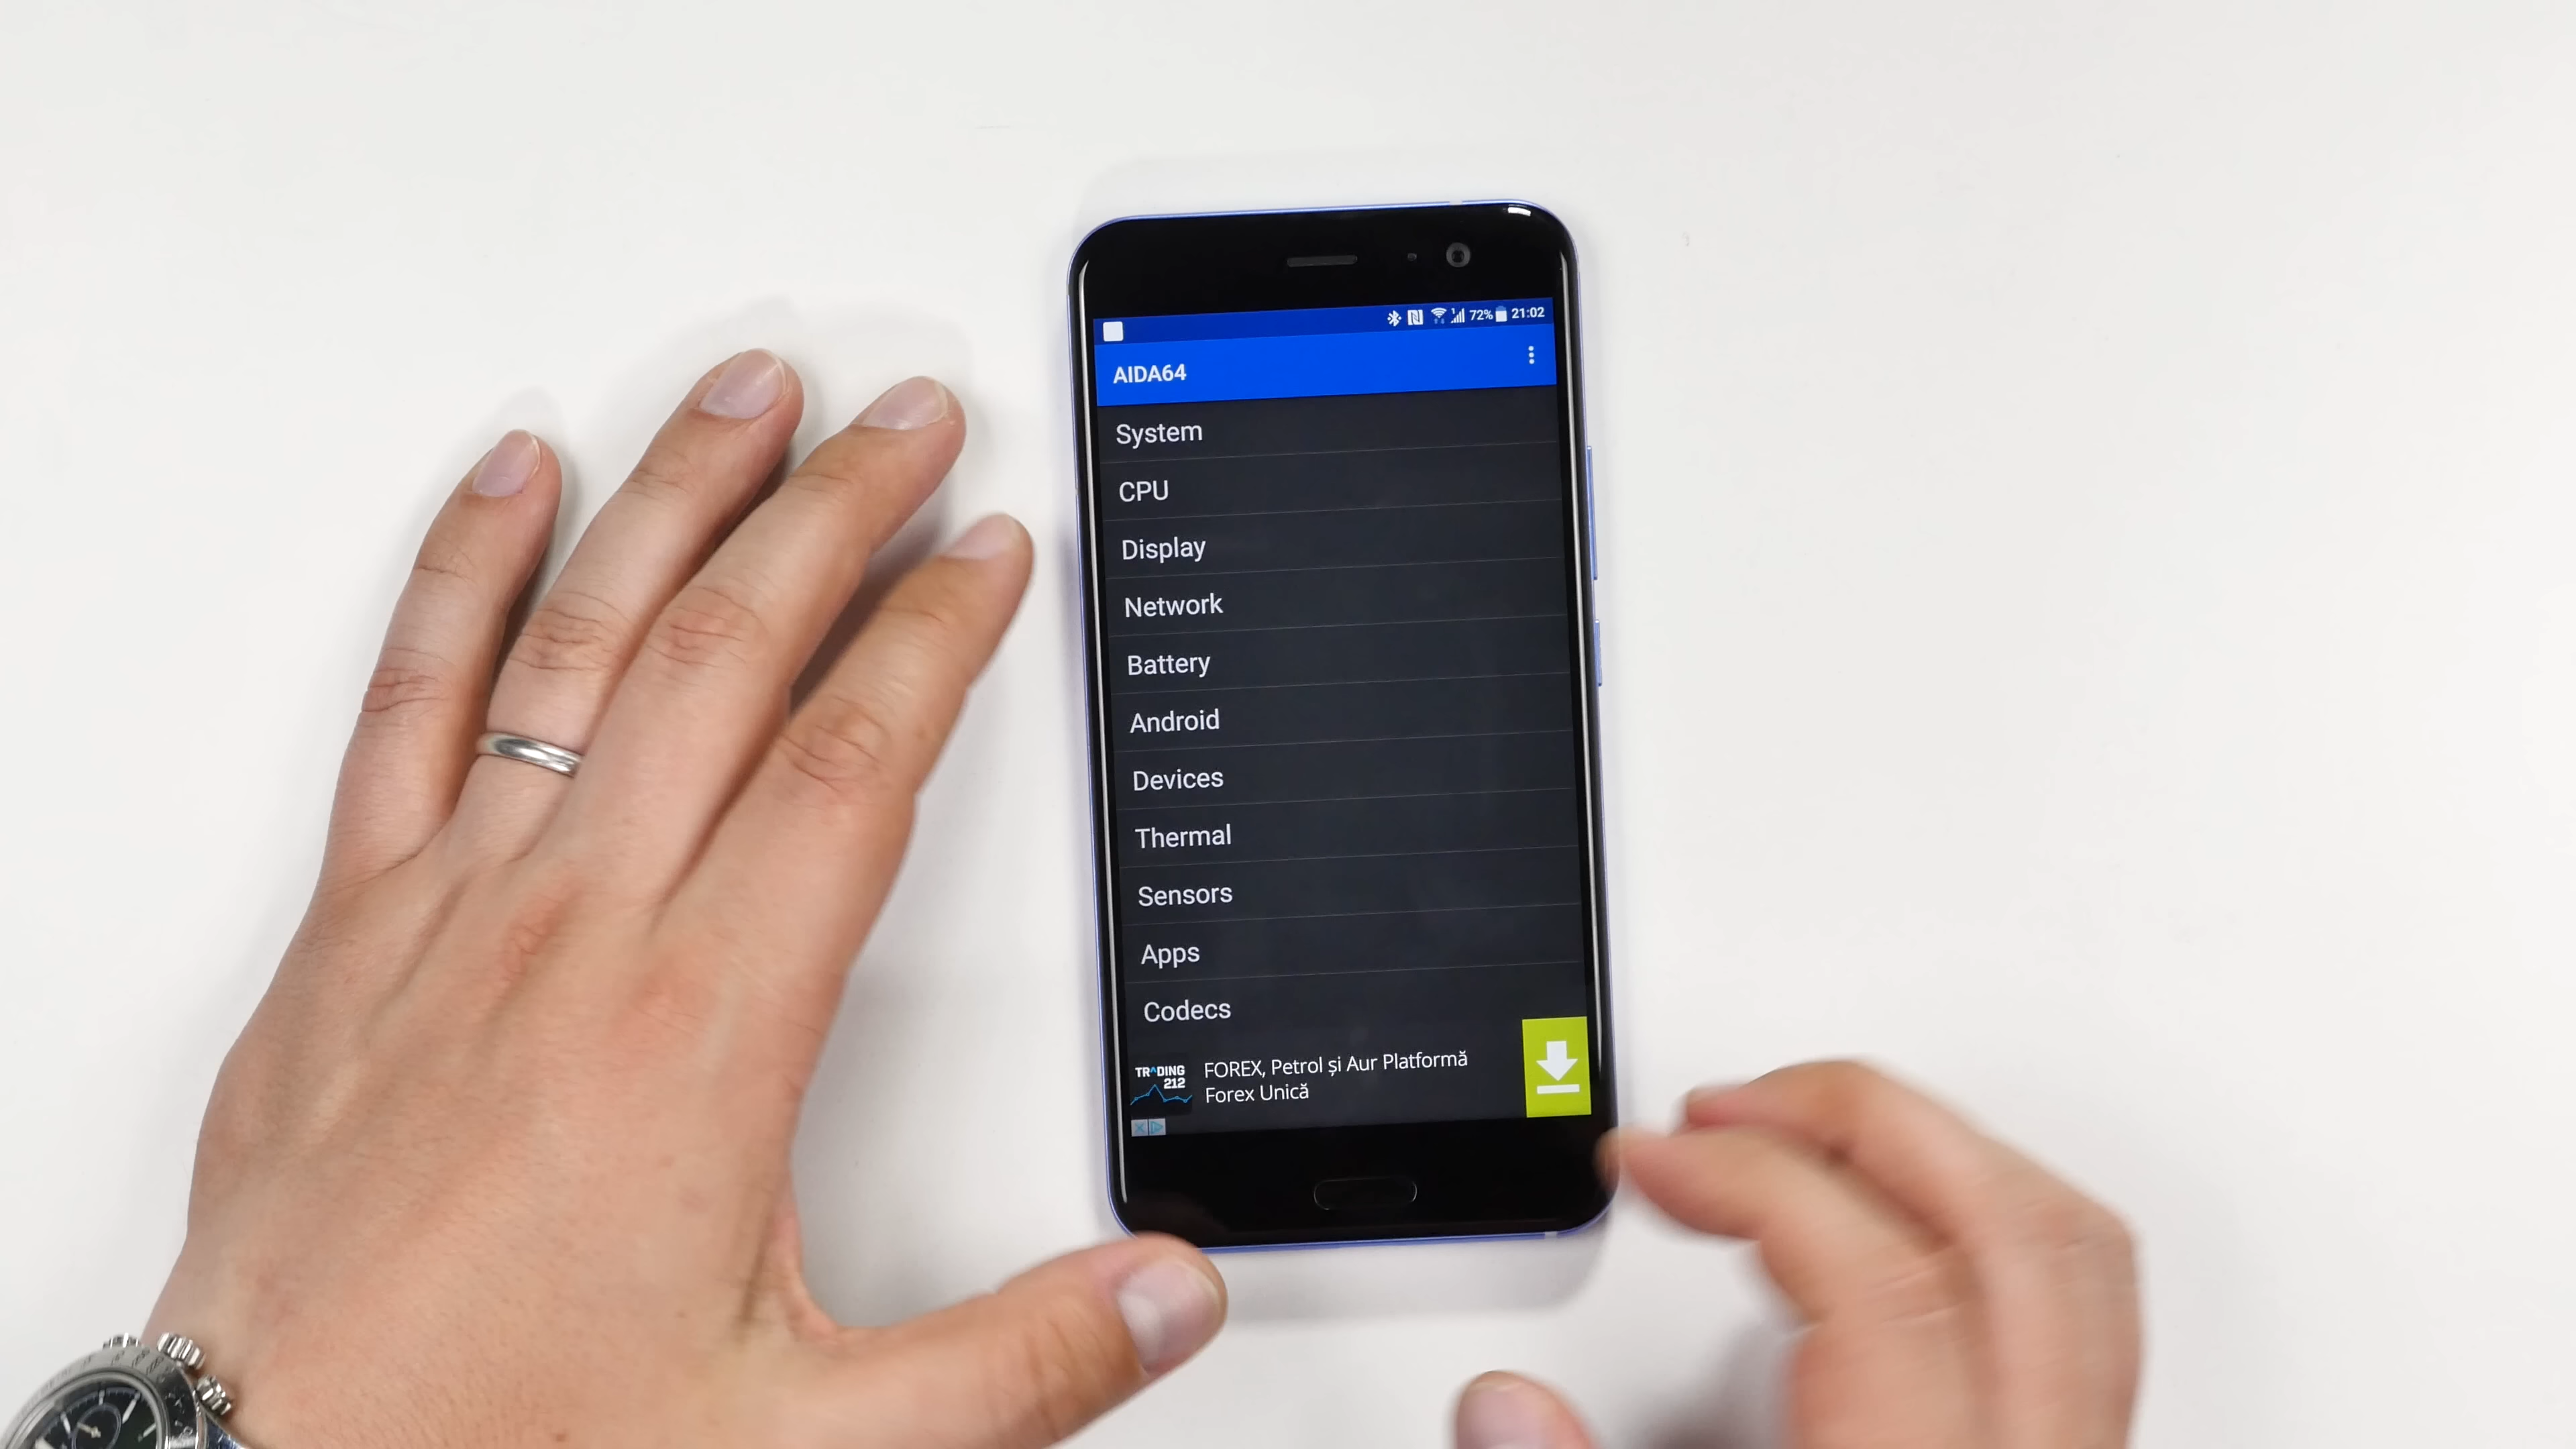 72% 21:02
AIDA64
System
CPU
Display
Network
Battery
Android
Devices
Thermal
Sensors
Apps
Codecs
TRADING
212
FOREX, Petrol și Aur Platformă
Forex Unică